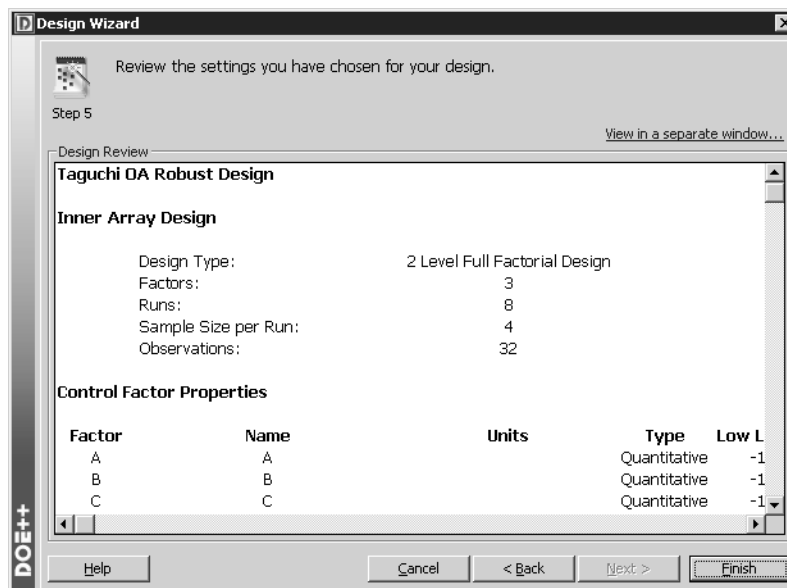 Design Wizard
Review the settings you have chosen for your design.
Step 5
View in a separate window...
Design Review
Taguchi OA Robust Design
Inner Array Design
Design Type: 2 Level Full Factorial Design
Factors: 3
Runs: 8
Sample Size per Run: 4
Observations: 32
Control Factor Properties
Factor Name Units Type Low L
A A Quantitative -1
B B Quantitative -1
C C Quantitative -1
DOE++
Help Cancel < Back Next > Finish